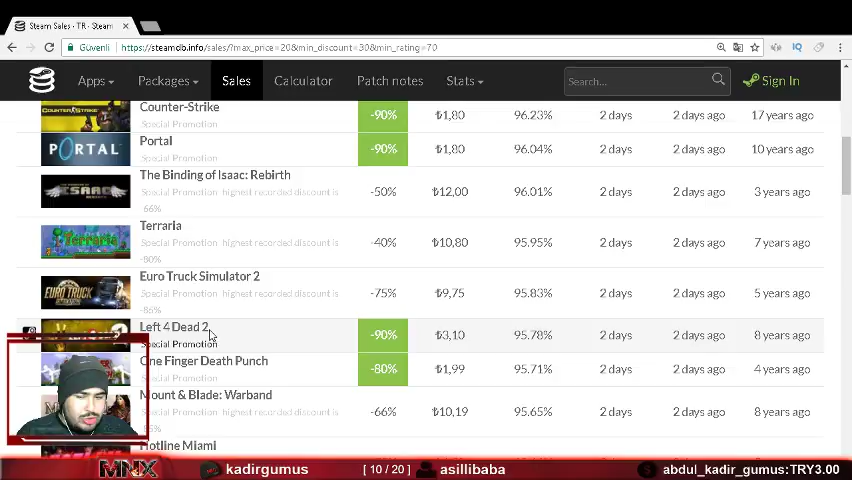 Steam Sales · TR · Steam
Güvenli https://steamdb.info/sales/?max_price=20&min_discount=30&min_rating=70
Apps Packages Sales Calculator Patch notes Stats Search... Sign In
COUNTER-STRIKE Counter-Strike -90% ₺1,80 96.23% 2 days 2 days ago 17 years ago
Special Promotion
PORTAL Portal -90% ₺1,80 96.04% 2 days 2 days ago 10 years ago
Special Promotion
ISAAC The Binding of Isaac: Rebirth -50% ₺12,00 96.01% 2 days 2 days ago 3 years ago
Special Promotion highest recorded discount is
-66%
Terraria Terraria -40% ₺10,80 95.95% 2 days 2 days ago 7 years ago
Special Promotion highest recorded discount is
-80%
EURO TRUCK Euro Truck Simulator 2 -75% ₺9,75 95.83% 2 days 2 days ago 5 years ago
Special Promotion highest recorded discount is
-85%
Left 4 Dead 2 -90% ₺3,10 95.78% 2 days 2 days ago 8 years ago
Special Promotion
One Finger Death Punch -80% ₺1,99 95.71% 2 days 2 days ago 4 years ago
Special Promotion
Mount & Blade: Warband -66% ₺10,19 95.65% 2 days 2 days ago 8 years ago
Special Promotion highest recorded discount is
Hotline Miami
MNX kadirgumus [ 10 / 20 ] asillibaba abdul_kadir_gumus:TRY3.00